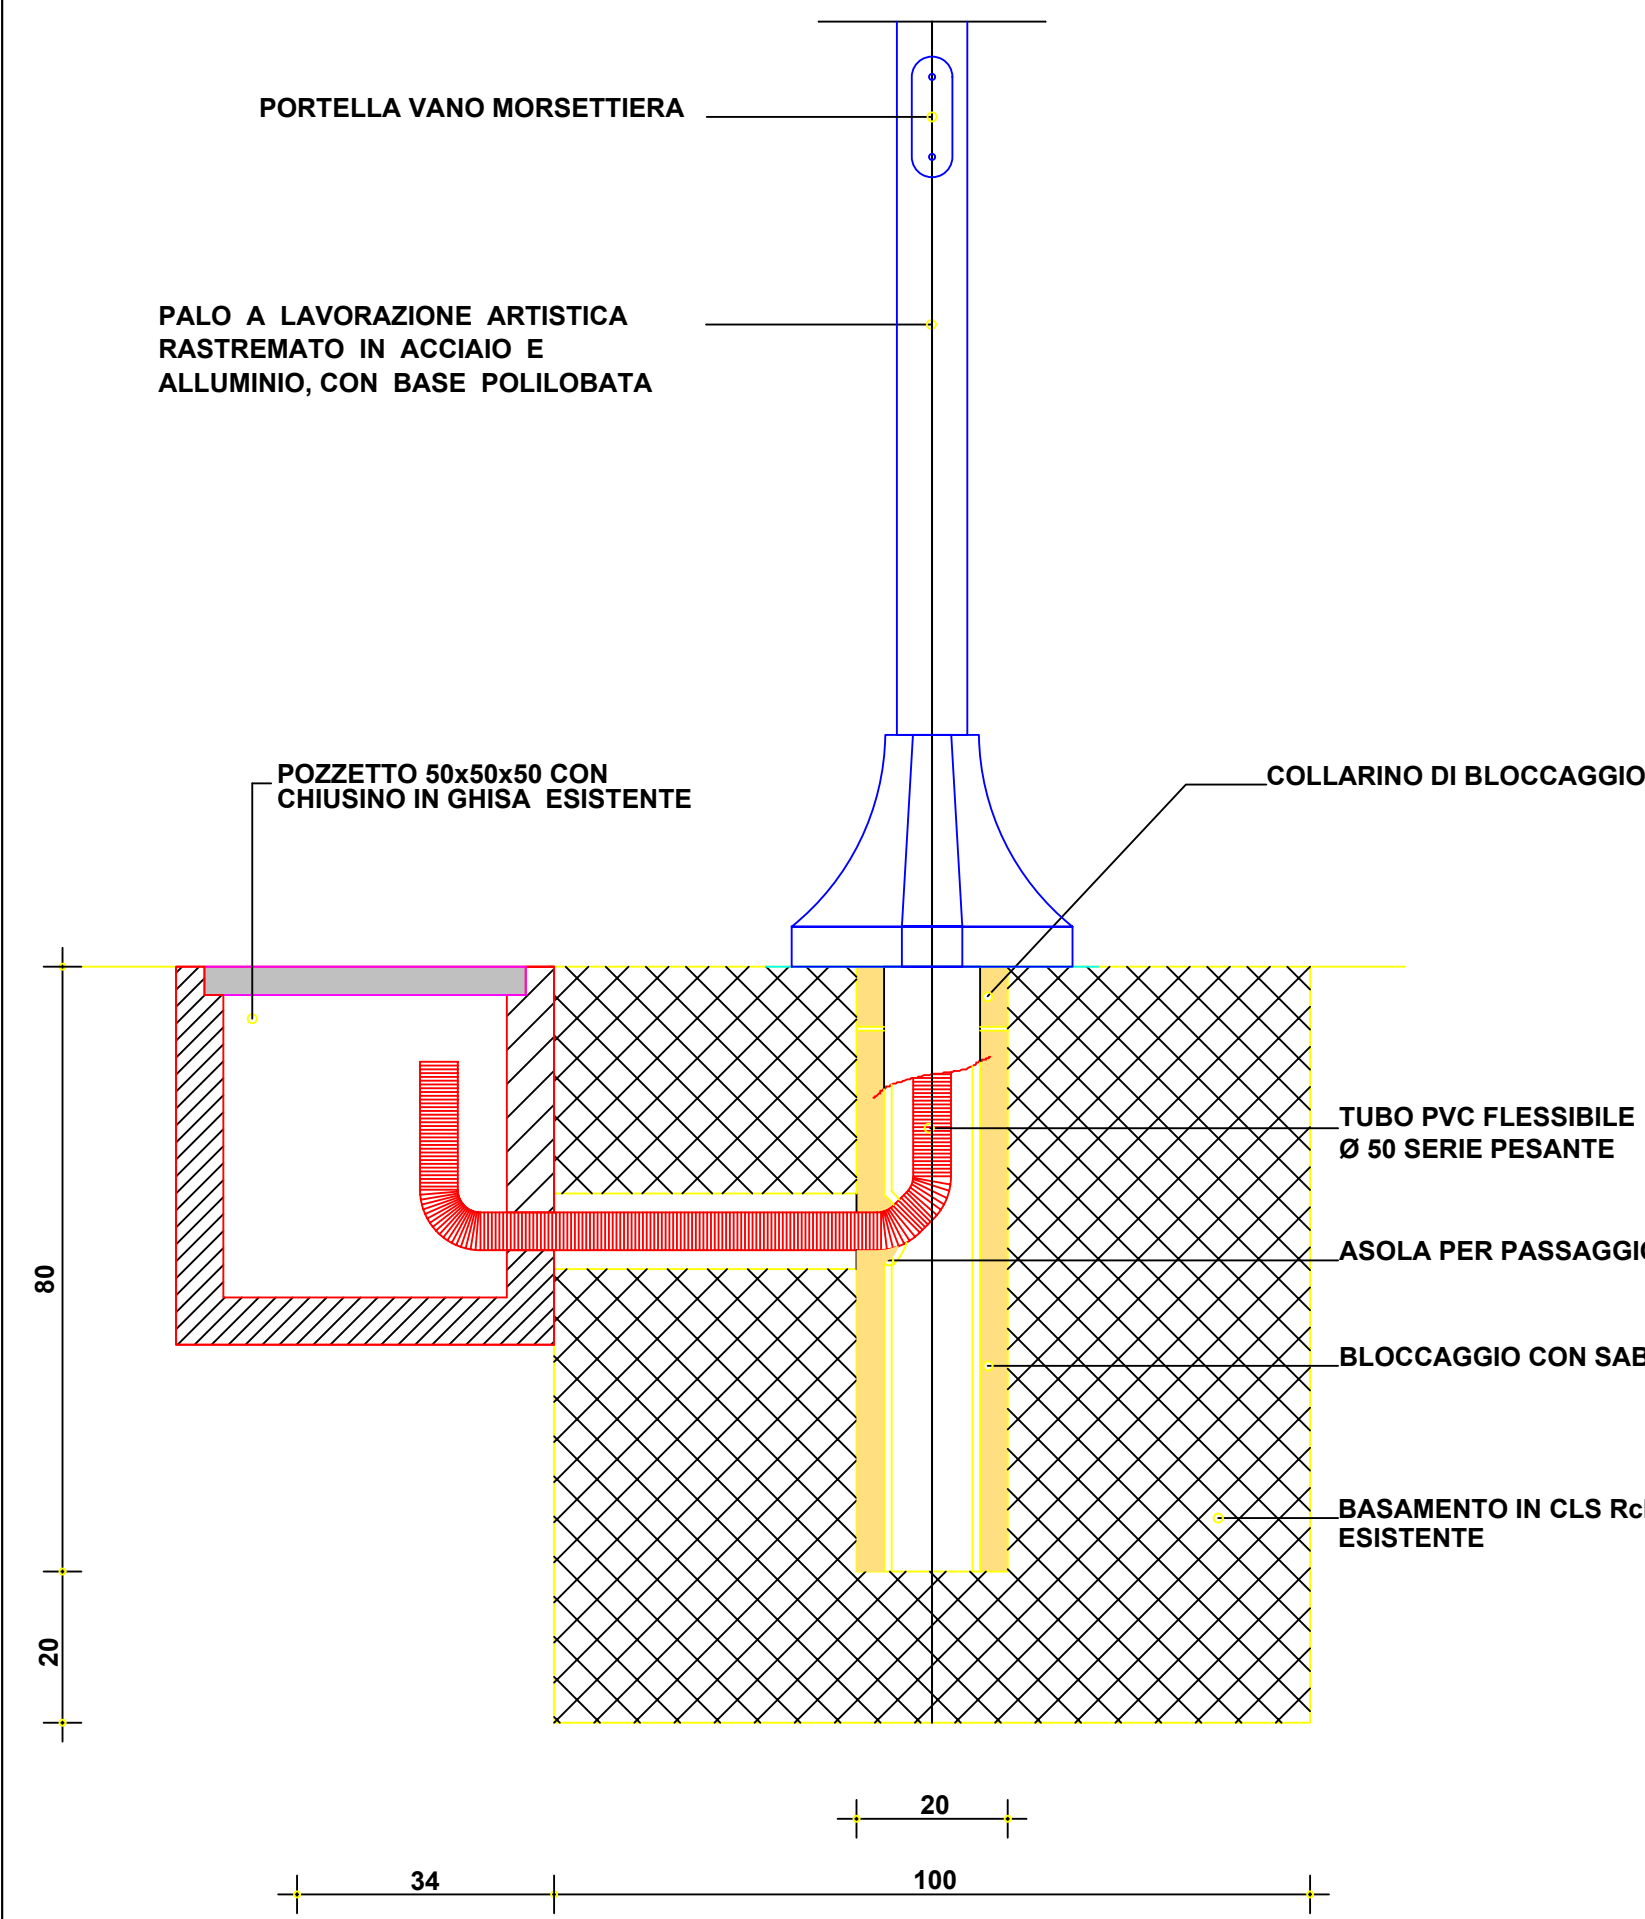 PORTELLA VANO MORSETTIERA
PALO A LAVORAZIONE ARTISTICA
RASTREMATO IN ACCIAIO E
ALLUMINIO, CON BASE POLILOBATA
POZZETTO 50x50x50 CON
CHIUSINO IN GHISA ESISTENTE
COLLARINO DI BLOCCAGGIO
TUBO PVC FLESSIBILE
Ø 50 SERIE PESANTE
ASOLA PER PASSAGGIO
BLOCCAGGIO CON SAB
BASAMENTO IN CLS Rc
ESISTENTE
80
20
20
34
100